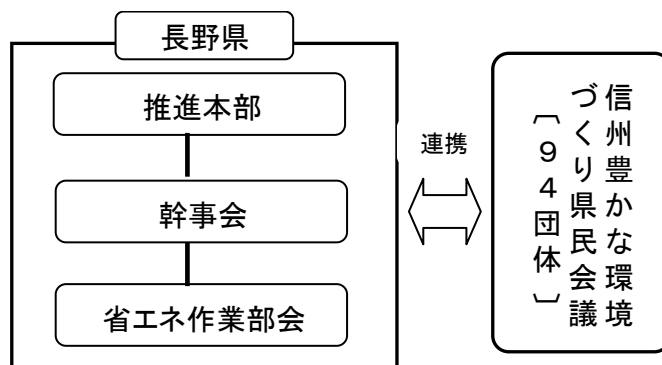 長野県
推進本部
幹事会
省エネ作業部会
連携
信州豊かな環境
づくり県民会議
〔94団体〕